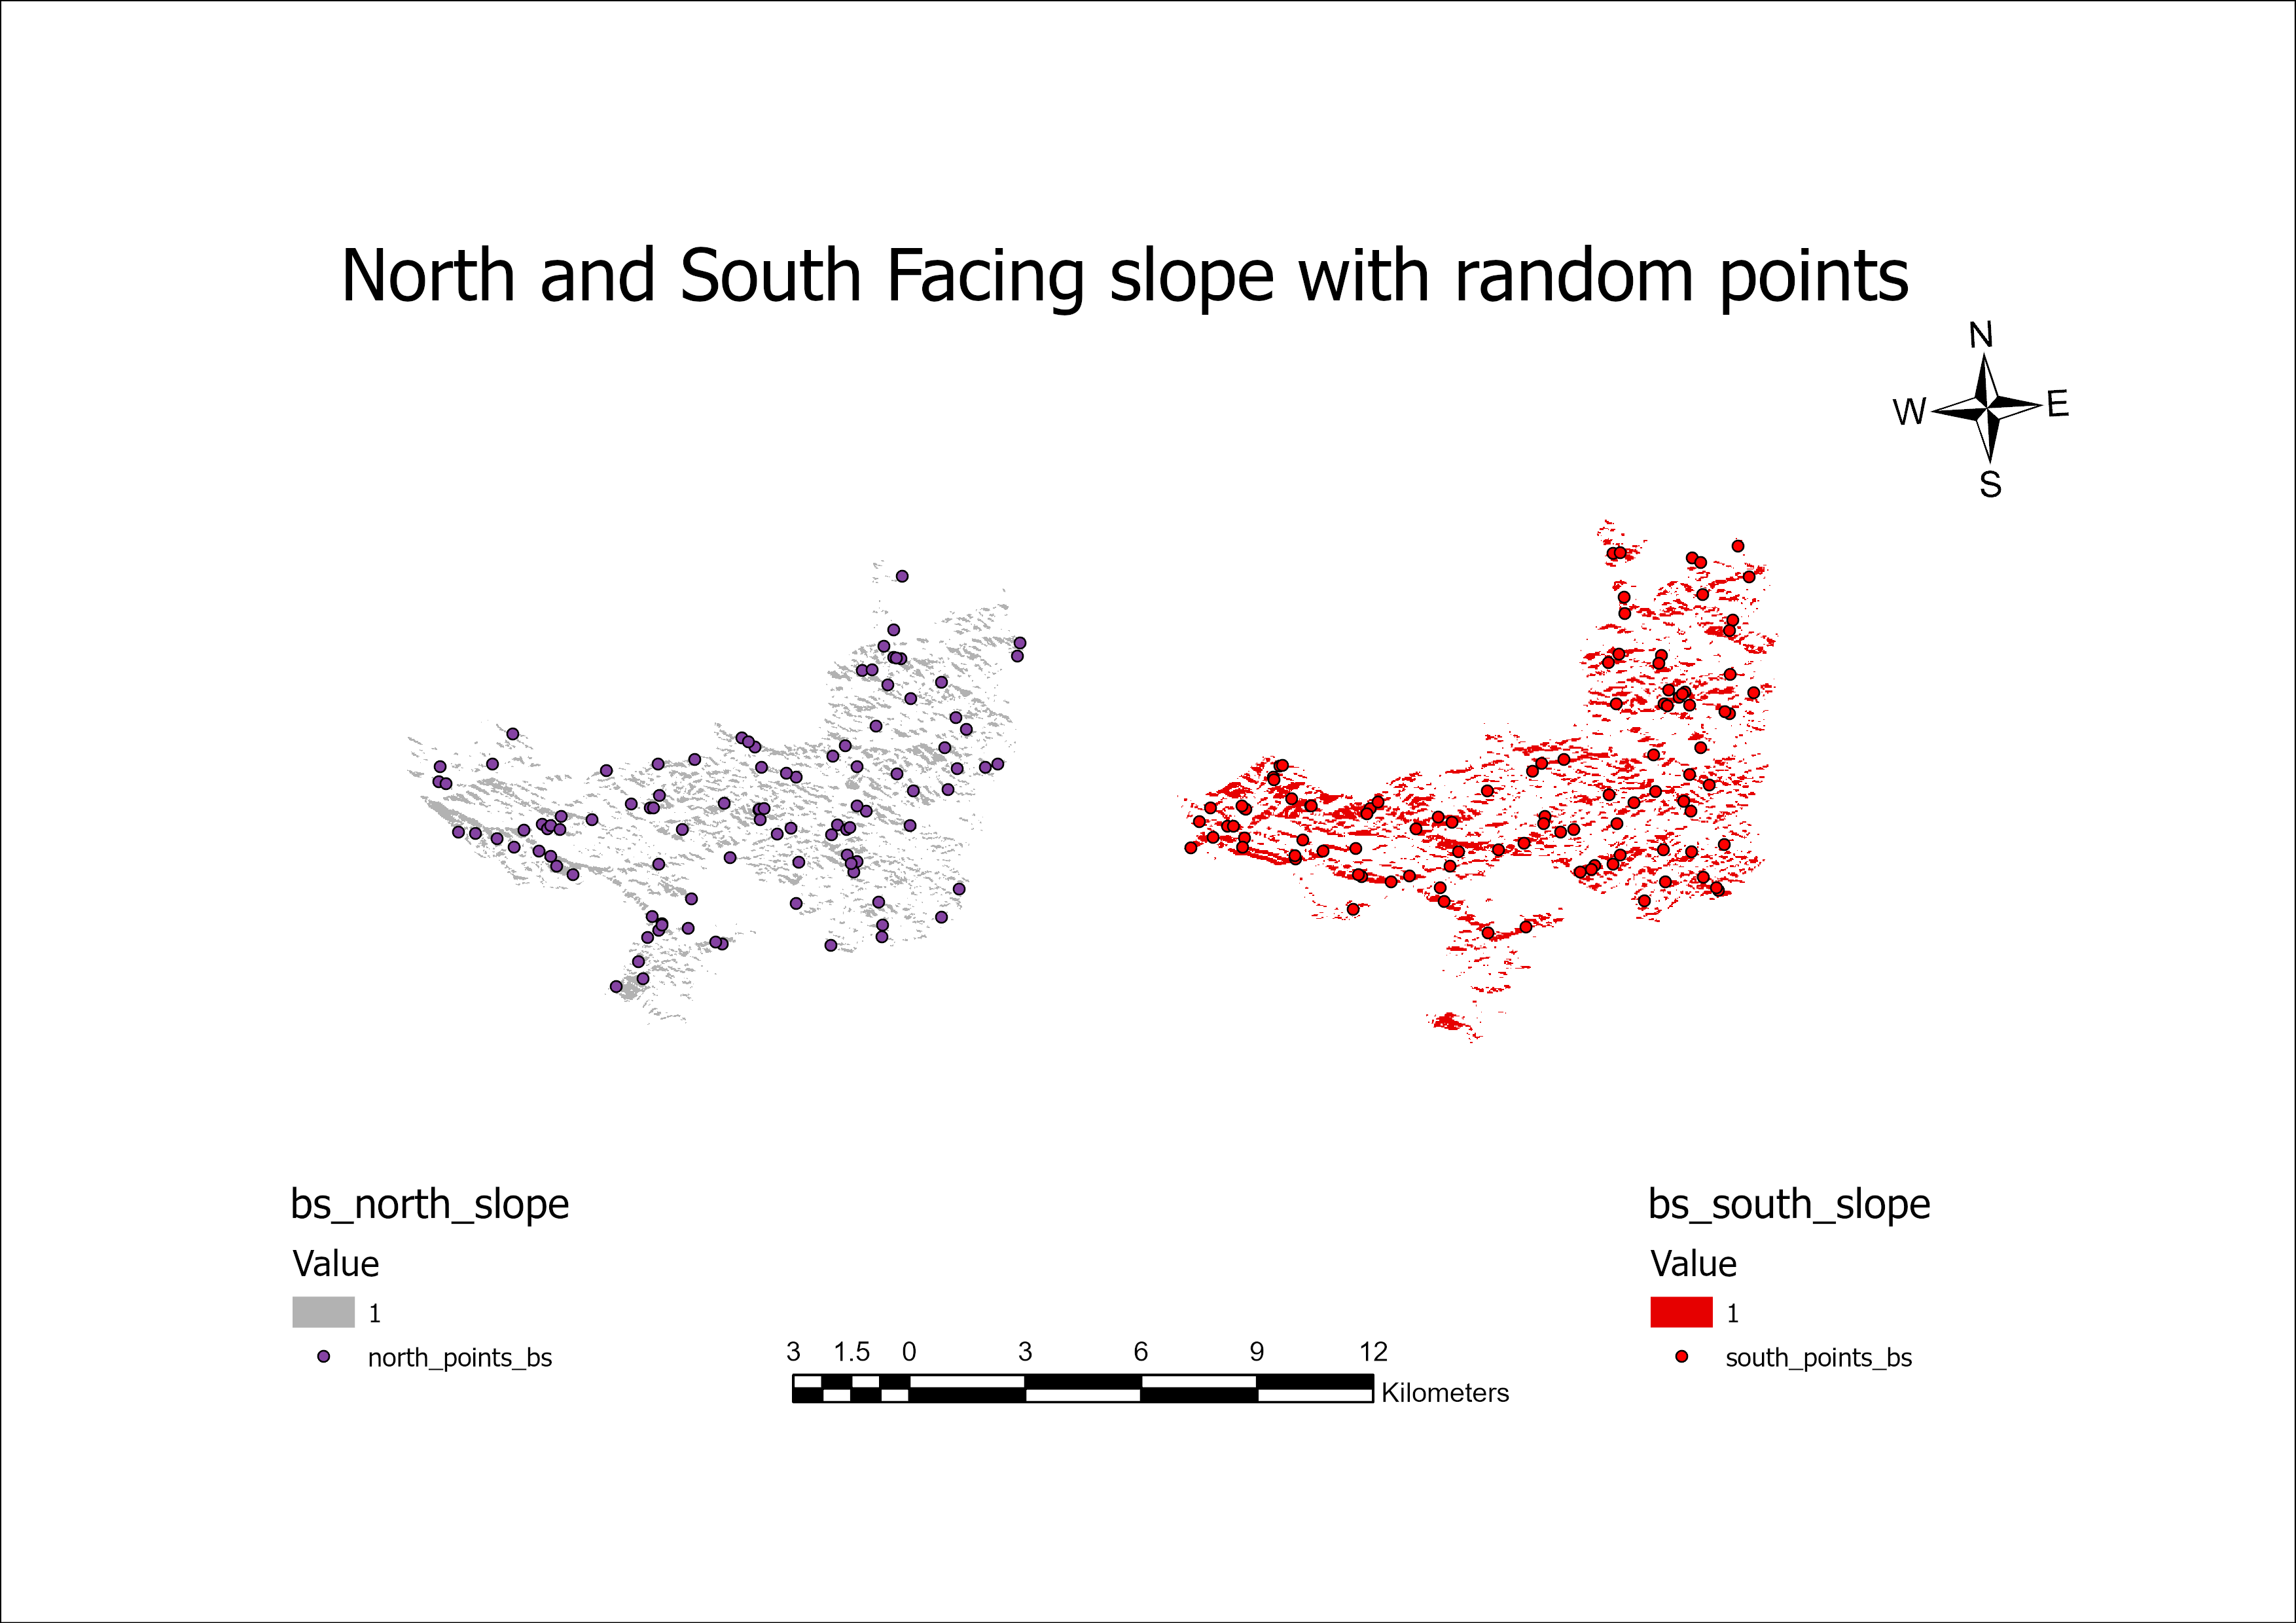 North and South Facing slope with random points
N
W E
S
bs_north_slope
Value
1
north_points_bs
bs_south_slope
Value
1
south_points_bs
3 1.5 0 3 6 9 12
Kilometers